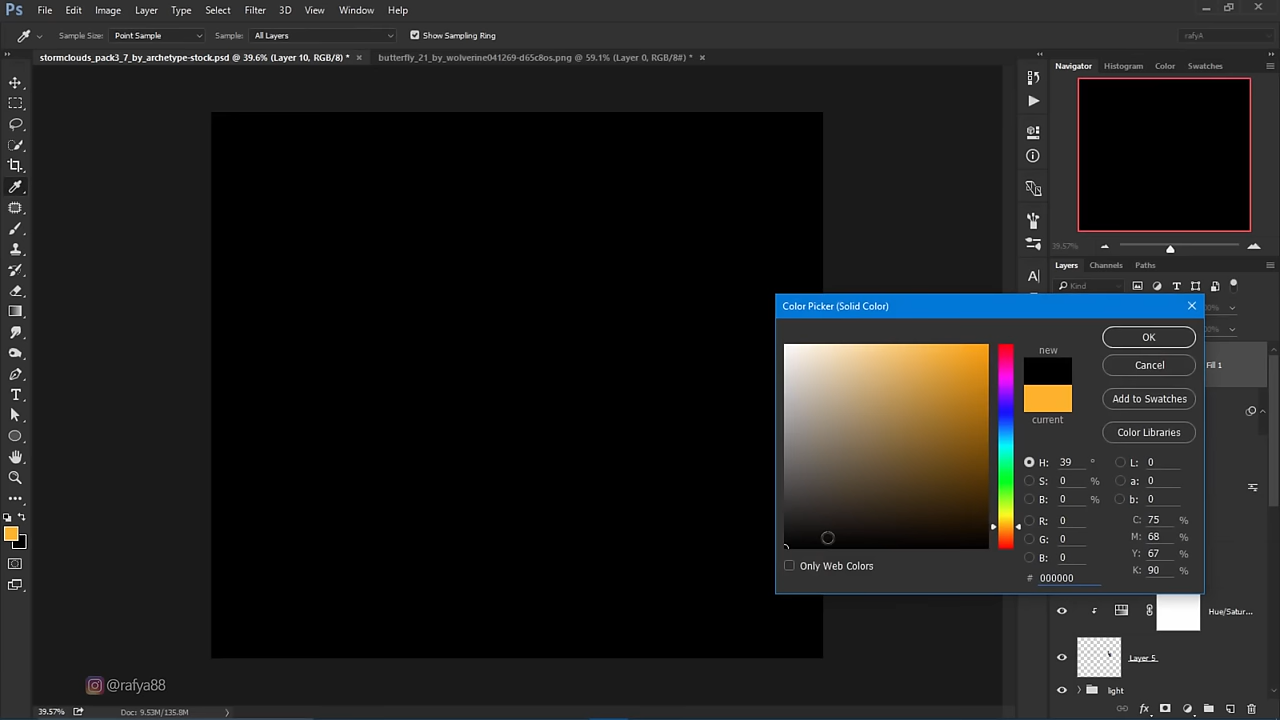 Ps File Edit Image Layer Type Select Filter 3D View Window Help
Sample Size: Point Sample Sample: All Layers Show Sampling Ring rafyA
stormclouds_pack3_7_by_archetype-stock.psd @ 39.6% (Layer 10, RGB/8) * × butterfly_21_by_wolverine041269-d65c8os.png @ 59.1% (Layer 0, RGB/8#) * ×
Navigator Histogram Color Swatches
39.57%
Layers Channels Paths
Kind
Color Picker (Solid Color)
Fill 1
new
current
OK
Cancel
Add to Swatches
Color Libraries
H: 39 ° L: 0
S: 0 % a: 0
B: 0 % b: 0
R: 0 C: 75 %
G: 0 M: 68 %
B: 0 Y: 67 %
# 000000 K: 90 %
Only Web Colors
Hue/Satur...
Layer 5
light
@rafya88
39.57% Doc: 9.53M/135.8M